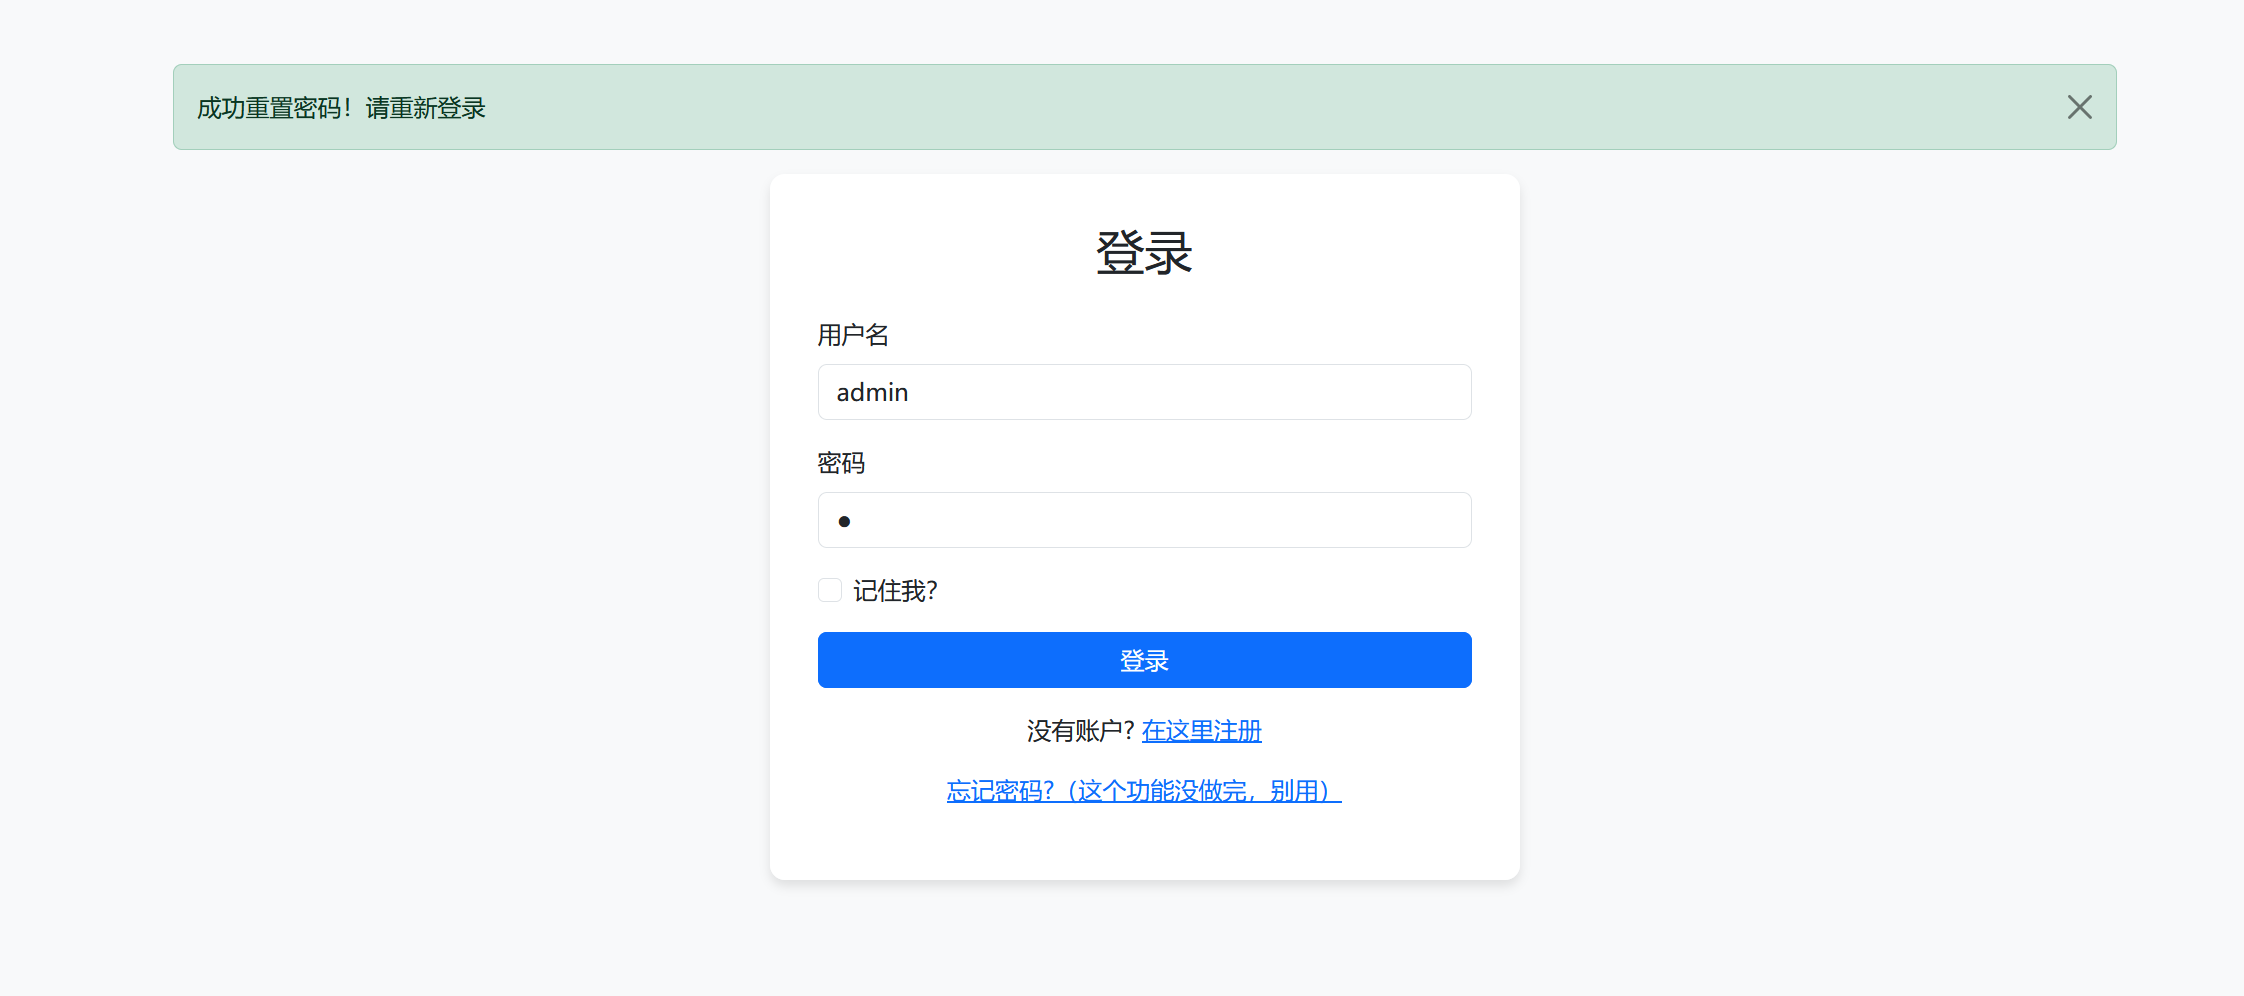 成功重置密码！请重新登录
登录
用户名
admin
密码
●
记住我？
登录
没有账户? 在这里注册
忘记密码？（这个功能没做完，别用）